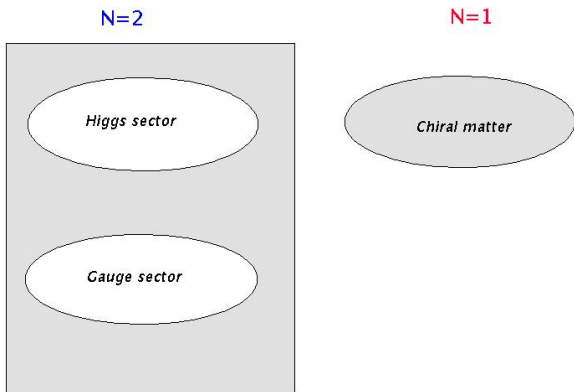 N=2
N=1
Higgs sector
Chiral matter
Gauge sector